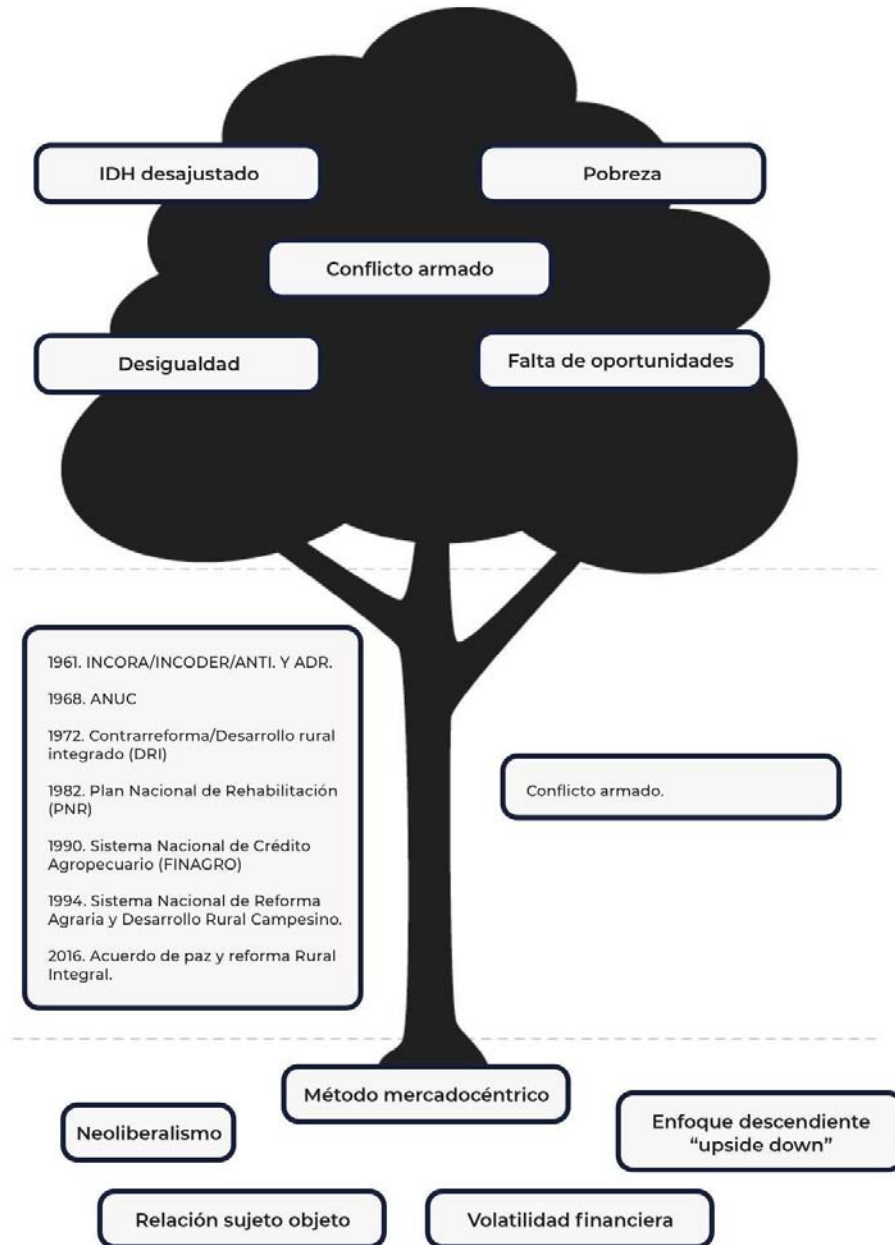 IDH desajustado
Pobreza
Conflicto armado
Desigualdad
Falta de oportunidades
1961. INCORA/INCODER/ANTI. Y ADR.
1968. ANUC
1972. Contrarreforma/Desarrollo rural
integrado (DRI)
1982. Plan Nacional de Rehabilitación
(PNR)
1990. Sistema Nacional de Crédito
Agropecuario (FINAGRO)
1994. Sistema Nacional de Reforma
Agraria y Desarrollo Rural Campesino.
2016. Acuerdo de paz y reforma Rural
Integral.
Conflicto armado.
Método mercadocéntrico
Neoliberalismo
Enfoque descendiente
“upside down”
Relación sujeto objeto
Volatilidad financiera